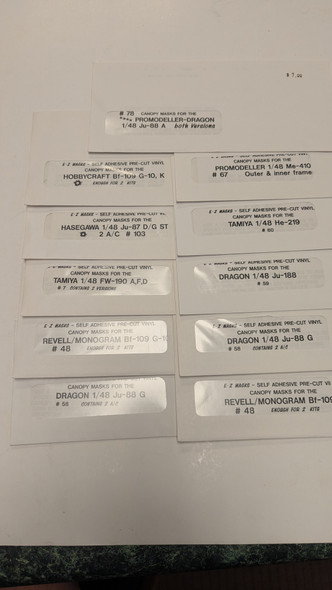 $7.00
# 78 CANOPY MASKS FOR THE
**** PROMODELLER-DRAGON
1/48 Ju-88 A both Versions
E-Z MASKS - SELF ADHESIVE PRE-CUT VINYL
CANOPY MASKS FOR THE
HOBBYCRAFT Bf-109 G-10, K
ENOUGH FOR 2 KITS
E-Z MASKS - SELF ADHESIVE PRE-CUT VINYL
CANOPY MASKS FOR THE
HASEGAWA 1/48 Ju-87 D/G ST
2 A/C # 103
CANOPY MASKS FOR THE
TAMIYA 1/48 FW-190 A,F,D
# 7 CONTAINS 2 VERSIONS
E-Z MASKS - SELF ADHESIVE PRE-CUT VINYL
CANOPY MASKS FOR THE
REVELL/MONOGRAM Bf-109 G-10
# 48 ENOUGH FOR 2 KITS
CANOPY MASKS FOR THE
DRAGON 1/48 Ju-88 G
# 58 CONTAINS 2 A/C
CANOPY MASKS FOR THE
PROMODELLER 1/48 Me-410
# 67 Outer & inner frame
E-Z MASKS - SELF ADHESIVE PRE-CUT VINYL
CANOPY MASKS FOR THE
TAMIYA 1/48 He-219
# 60
CANOPY MASKS FOR THE
DRAGON 1/48 Ju-188
# 59
E-Z MASKS - SELF ADHESIVE PRE-CUT VINYL
CANOPY MASKS FOR THE
DRAGON 1/48 Ju-88 G
# 58 CONTAINS 2 A/C
E-Z MASKS - SELF ADHESIVE PRE-CUT VI
CANOPY MASKS FOR THE
REVELL/MONOGRAM Bf-109
# 48 ENOUGH FOR 2 KITS